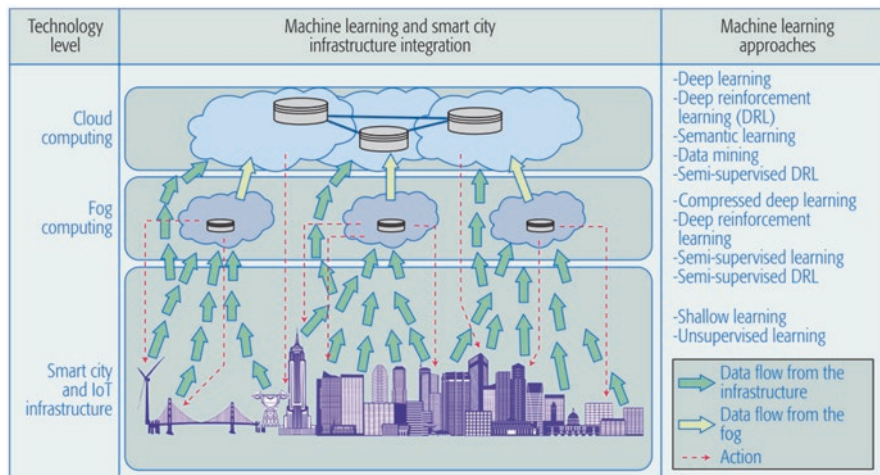 Technology
level
Machine learning and smart city
infrastructure integration
Machine learning
approaches
Cloud
computing
-Deep learning
-Deep reinforcement
learning (DRL)
-Semantic learning
-Data mining
-Semi-supervised DRL
Fog
computing
-Compressed deep learning
-Deep reinforcement
learning
-Semi-supervised learning
-Semi-supervised DRL
Smart city
and IoT
infrastructure
-Shallow learning
-Unsupervised learning
Data flow from the
infrastructure
Data flow from the
fog
Action